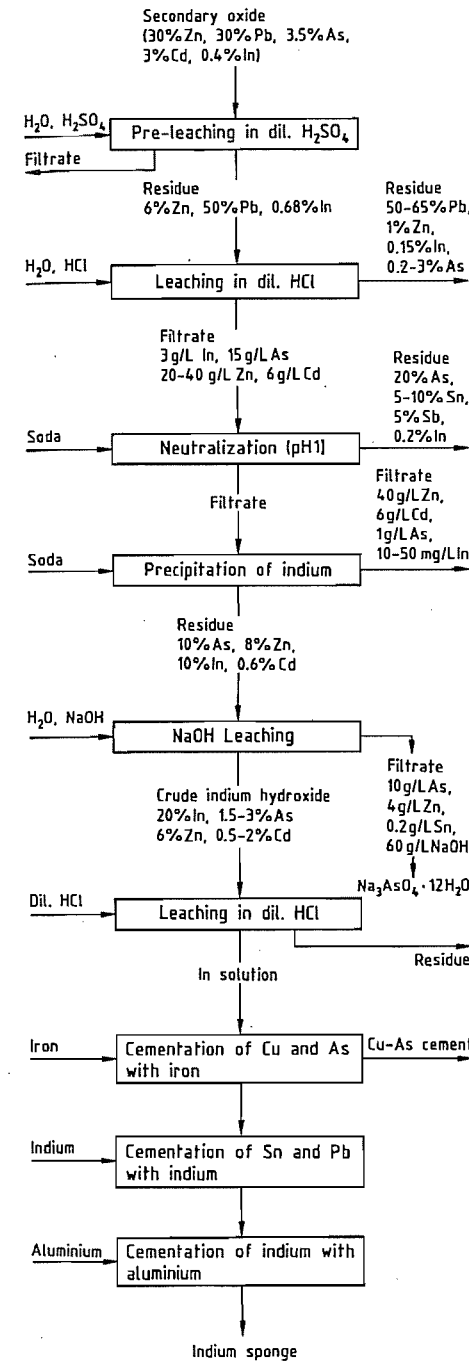 Secondary oxide
(30% Zn, 30% Pb, 3.5% As,
3% Cd, 0.4% In)
H₂O, H₂SO₄
Pre-leaching in dil. H₂SO₄
Filtrate
Residue
6% Zn, 50% Pb, 0.68% In
Residue
50-65% Pb,
1% Zn,
0.15% In,
0.2-3% As
H₂O, HCl
Leaching in dil. HCl
Filtrate
3 g/L In, 15 g/L As
20-40 g/L Zn, 6 g/L Cd
Residue
20% As,
5-10% Sn,
5% Sb,
0.2% In
Soda
Neutralization (pH1)
Filtrate
Filtrate
40 g/L Zn,
6 g/L Cd,
1 g/L As,
10-50 mg/L In
Soda
Precipitation of indium
Residue
10% As, 8% Zn,
10% In, 0.6% Cd
H₂O, NaOH
NaOH Leaching
Crude indium hydroxide
20% In, 1.5-3% As
6% Zn, 0.5-2% Cd
Filtrate
10 g/L As,
4 g/L Zn,
0.2 g/L Sn,
60 g/L NaOH
Na₃AsO₄ · 12H₂O
Dil. HCl
Leaching in dil. HCl
Residue
In solution
Iron
Cementation of Cu and As
with iron
Cu-As cement
Indium
Cementation of Sn and Pb
with indium
Aluminium
Cementation of indium with
aluminium
Indium sponge